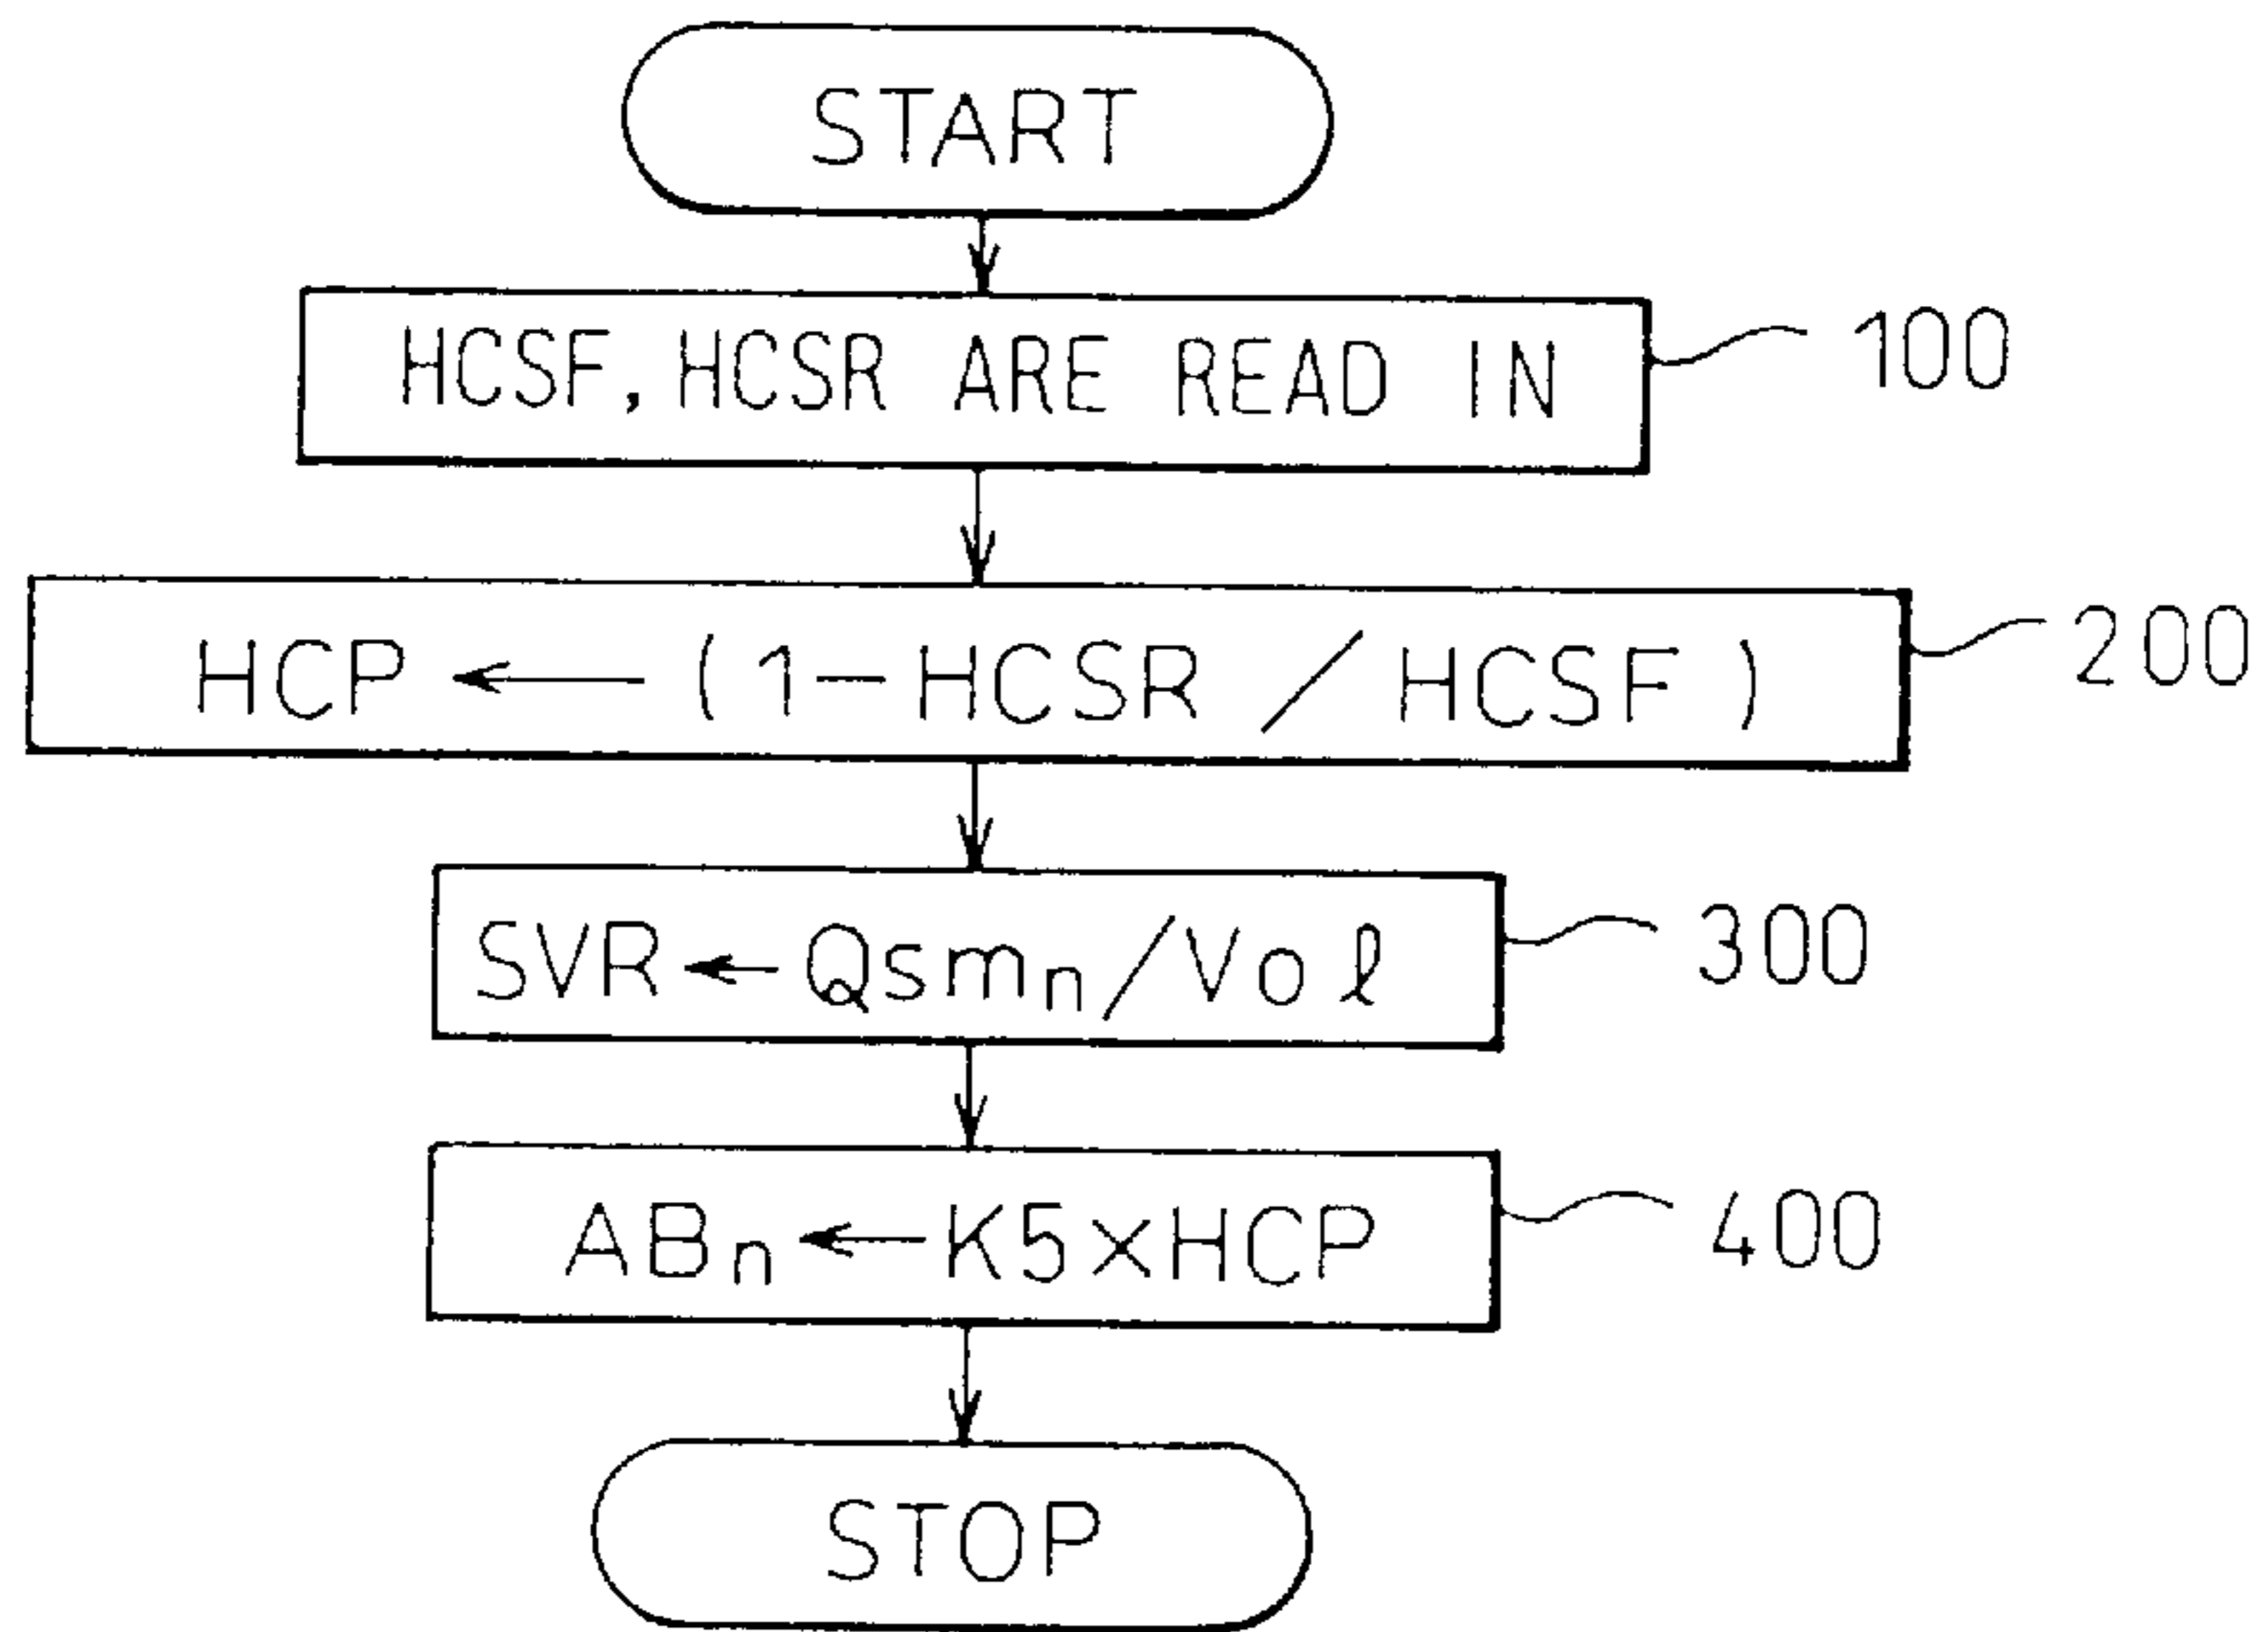 START
HCSF, HCSR ARE READ IN
100
HCP ← (1-HCSR/HCSF)
200
SVR ← Qsmₙ/Vol
300
ABₙ ← K5×HCP
400
STOP